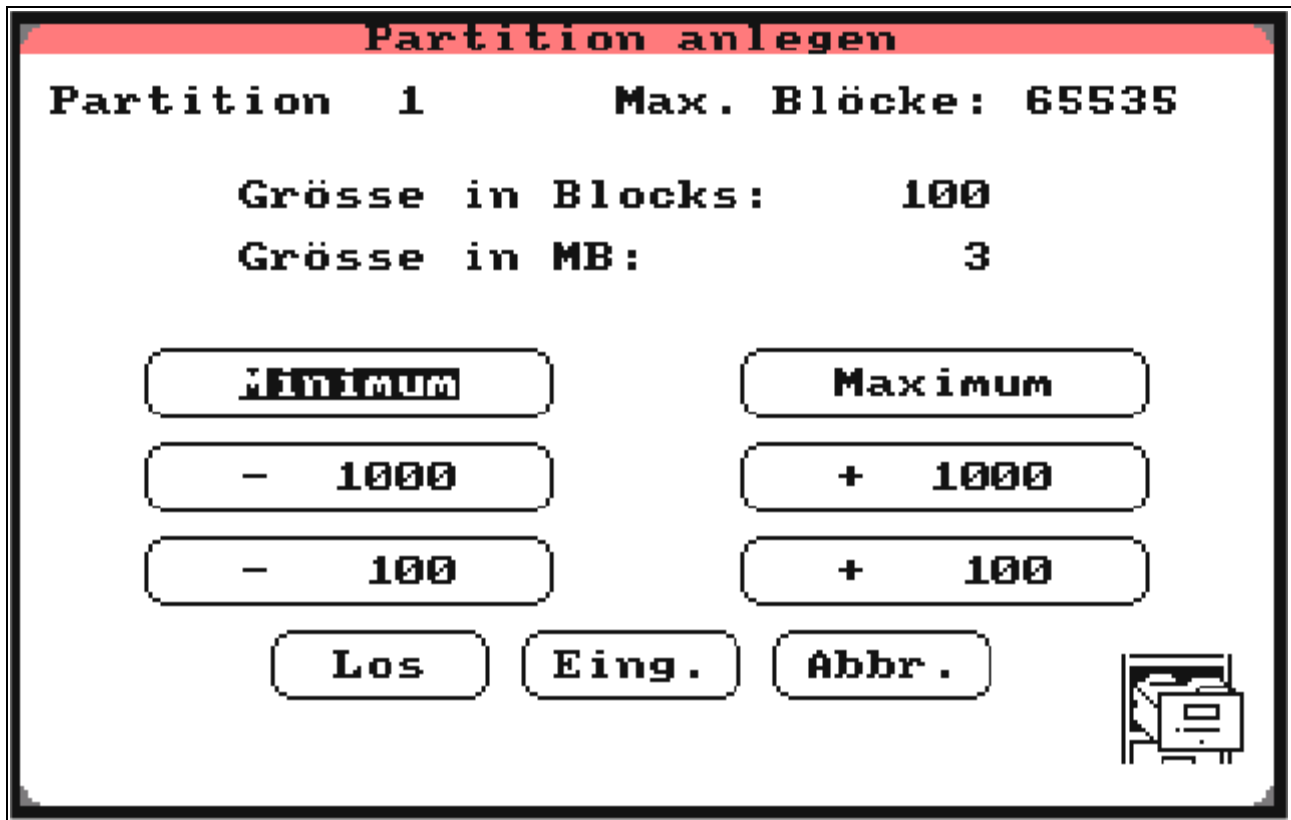 Partition anlegen
Partition 1 Max. Blöcke: 65535
Grösse in Blocks: 100
Grösse in MB: 3
Minimum Maximum
- 1000 + 1000
- 100 + 100
Los Eing. Abbr.